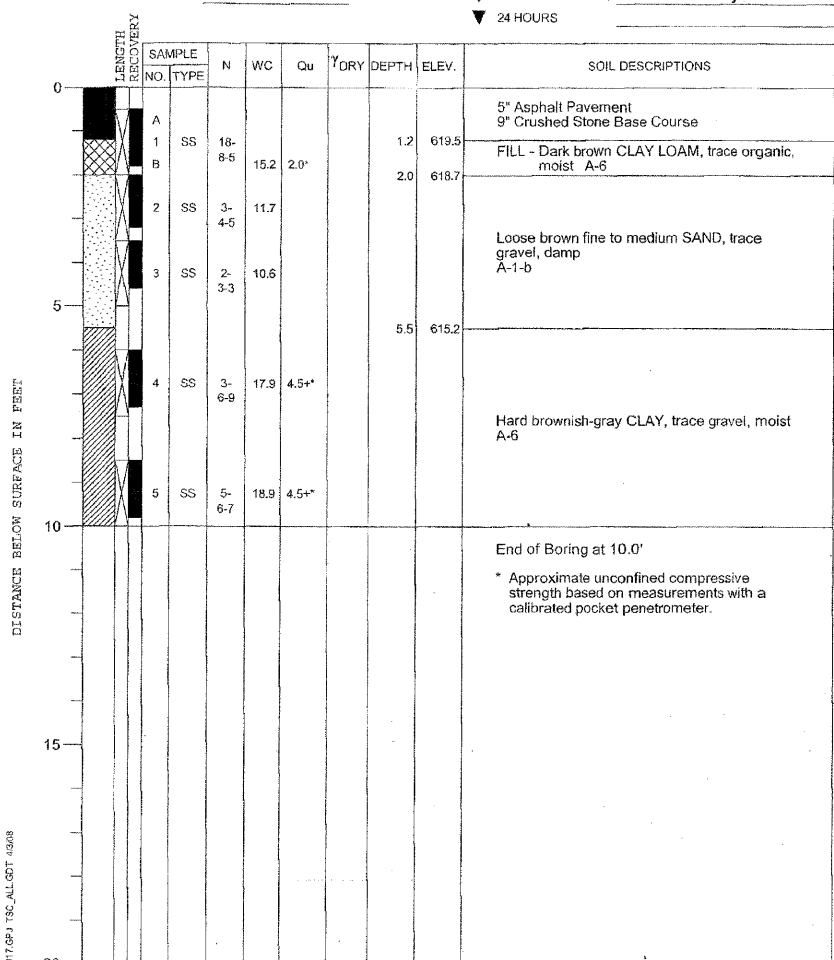 ▼ 24 HOURS
LENGTH
RECOVERY
SAMPLE
NO. TYPE N WC Qu γDRY DEPTH ELEV. SOIL DESCRIPTIONS
0
5" Asphalt Pavement
9" Crushed Stone Base Course
A
1 SS 18-
8-5
1.2 619.5
B 15.2 2.0*
FILL - Dark brown CLAY LOAM, trace organic,
moist A-6
2.0 618.7
2 SS 3-
4-5
11.7
Loose brown fine to medium SAND, trace
gravel, damp
A-1-b
3 SS 2-
3-3
10.6
5
5.5 615.2
4 SS 3-
6-9
17.9 4.5+*
Hard brownish-gray CLAY, trace gravel, moist
A-6
5 SS 5-
6-7
18.9 4.5+*
10
End of Boring at 10.0'
* Approximate unconfined compressive
strength based on measurements with a
calibrated pocket penetrometer.
15
DISTANCE BELOW SURFACE IN FEET
17.GPJ TSC_ALL.GDT 4/3/08